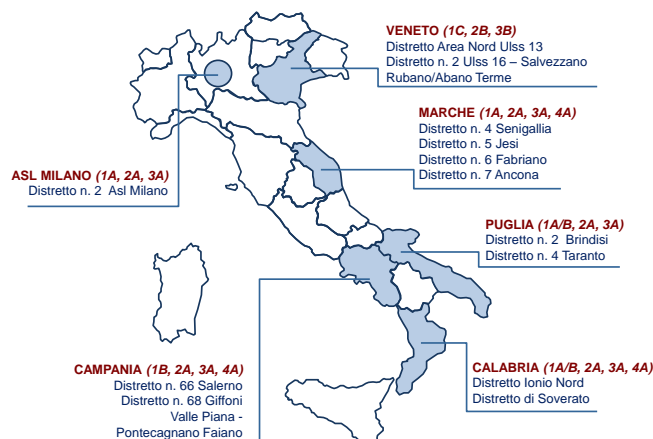 VENETO (1C, 2B, 3B)
Distretto Area Nord Ulss 13
Distretto n. 2 Ulss 16 – Salvezzano
Rubano/Abano Terme
MARCHE (1A, 2A, 3A, 4A)
Distretto n. 4 Senigallia
Distretto n. 5 Jesi
Distretto n. 6 Fabriano
Distretto n. 7 Ancona
ASL MILANO (1A, 2A, 3A)
Distretto n. 2 Asl Milano
PUGLIA (1A/B, 2A, 3A)
Distretto n. 2 Brindisi
Distretto n. 4 Taranto
CAMPANIA (1B, 2A, 3A, 4A)
Distretto n. 66 Salerno
Distretto n. 68 Giffoni
Valle Piana -
Pontecagnano Faiano
CALABRIA (1A/B, 2A, 3A, 4A)
Distretto Ionio Nord
Distretto di Soverato